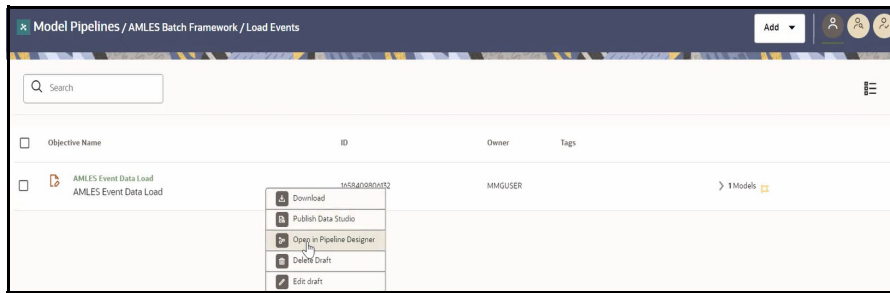 Model Pipelines / AMLES Batch Framework / Load Events
Add
Search
Objective Name ID Owner Tags
AMLES Event Data Load
AMLES Event Data Load 1658409806132 MMGUSER 1 Models
Download
Publish Data Studio
Open in Pipeline Designer
Delete Draft
Edit draft